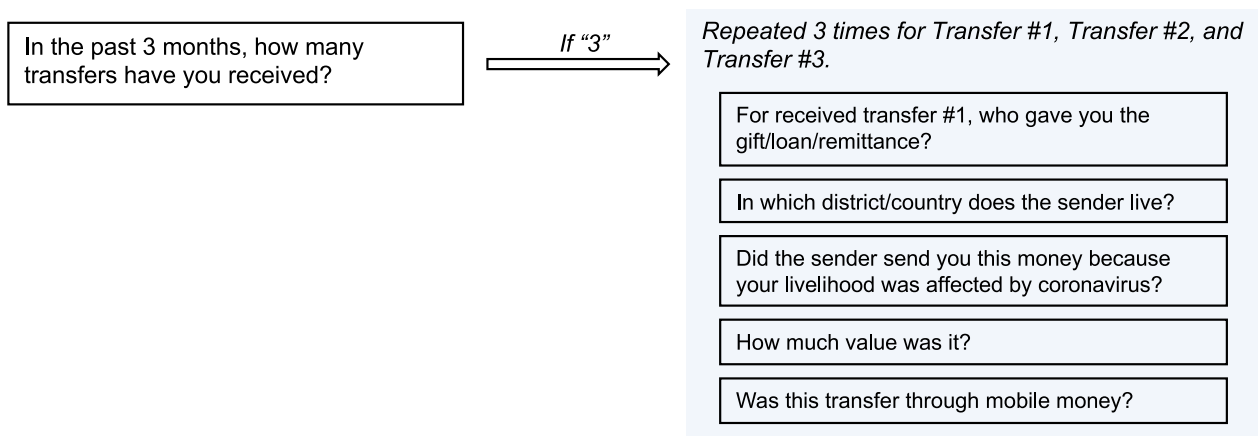 In the past 3 months, how many
transfers have you received?
If “3”
Repeated 3 times for Transfer #1, Transfer #2, and
Transfer #3.
For received transfer #1, who gave you the
gift/loan/remittance?
In which district/country does the sender live?
Did the sender send you this money because
your livelihood was affected by coronavirus?
How much value was it?
Was this transfer through mobile money?